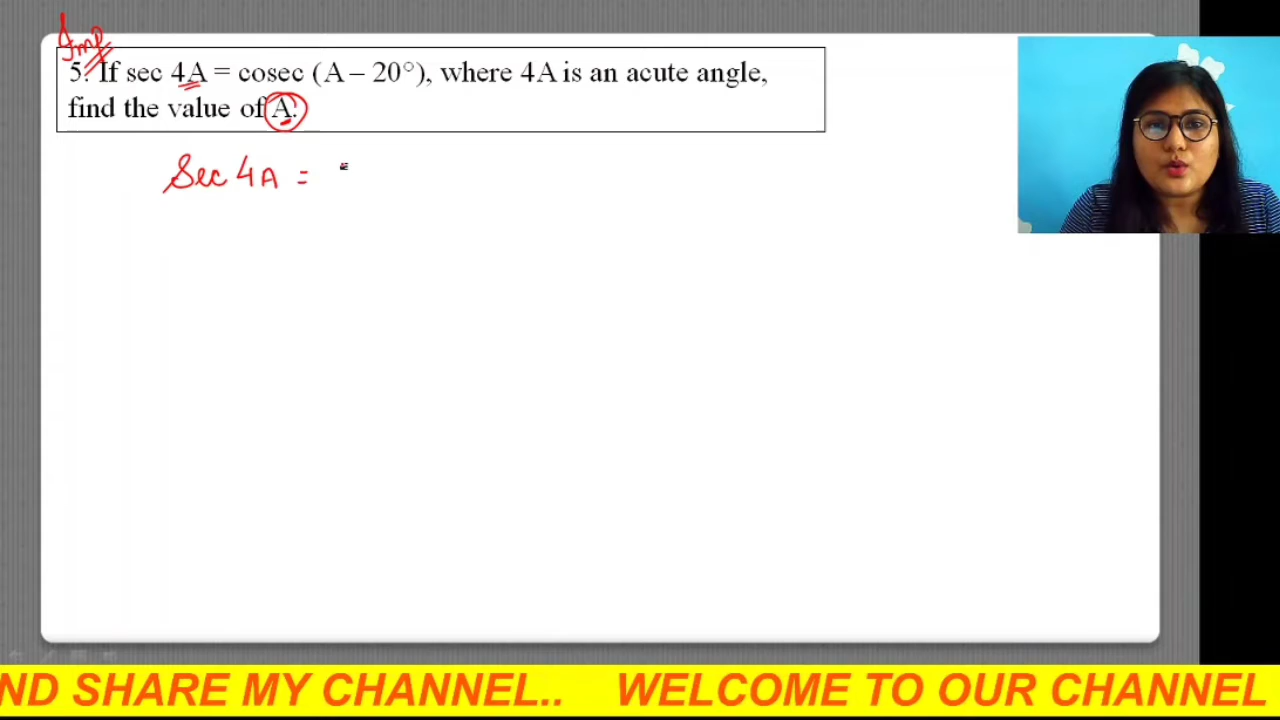 Imp
5. If sec 4A = cosec (A – 20°), where 4A is an acute angle,
find the value of A.
Sec 4A =
ND SHARE MY CHANNEL.. WELCOME TO OUR CHANNEL